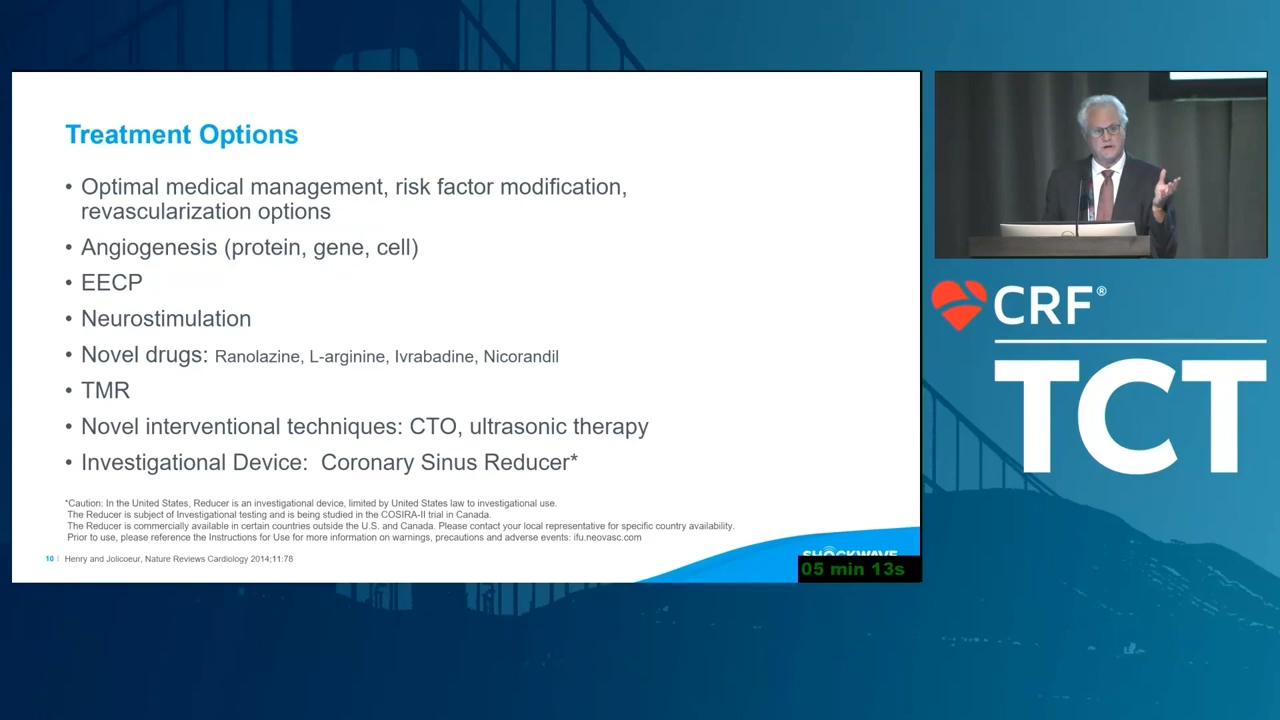 Treatment Options
• Optimal medical management, risk factor modification,
revascularization options
• Angiogenesis (protein, gene, cell)
• EECP
• Neurostimulation
• Novel drugs: Ranolazine, L-arginine, Ivrabadine, Nicorandil
• TMR
• Novel interventional techniques: CTO, ultrasonic therapy
• Investigational Device: Coronary Sinus Reducer*
*Caution: In the United States, Reducer is an investigational device, limited by United States law to investigational use.
The Reducer is subject of Investigational testing and is being studied in the COSIRA-II trial in Canada.
The Reducer is commercially available in certain countries outside the U.S. and Canada. Please contact your local representative for specific country availability.
Prior to use, please reference the Instructions for Use for more information on warnings, precautions and adverse events: ifu.neovasc.com
10 | Henry and Jolicoeur, Nature Reviews Cardiology 2014;11:78
SHOCKWAVE
05 min 13s
CRF®
TCT